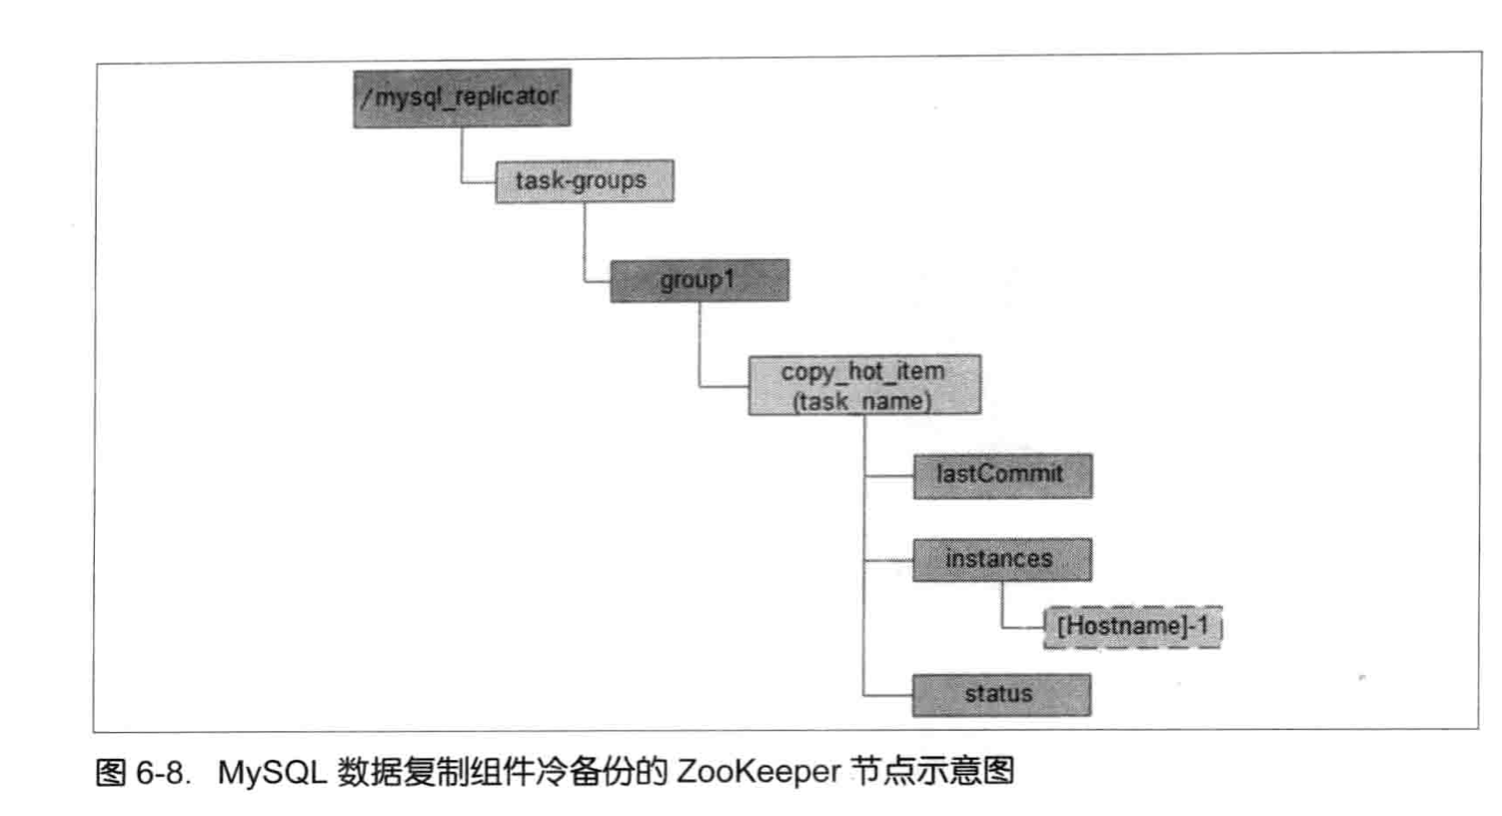 /mysql_replicator
task-groups
group1
copy_hot_item
(task_name)
lastCommit
instances
[Hostname]-1
status
图 6-8. MySQL 数据复制组件冷备份的 ZooKeeper 节点示意图